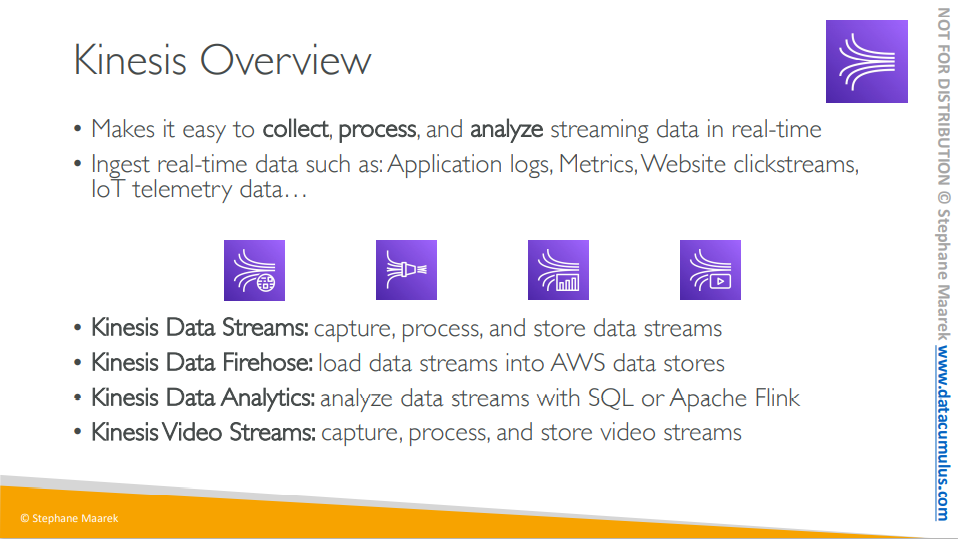 Kinesis Overview
• Makes it easy to collect, process, and analyze streaming data in real-time
• Ingest real-time data such as: Application logs, Metrics, Website clickstreams,
IoT telemetry data…
• Kinesis Data Streams: capture, process, and store data streams
• Kinesis Data Firehose: load data streams into AWS data stores
• Kinesis Data Analytics: analyze data streams with SQL or Apache Flink
• Kinesis Video Streams: capture, process, and store video streams
© Stephane Maarek
NOT FOR DISTRIBUTION © Stephane Maarek www.datacumulus.com